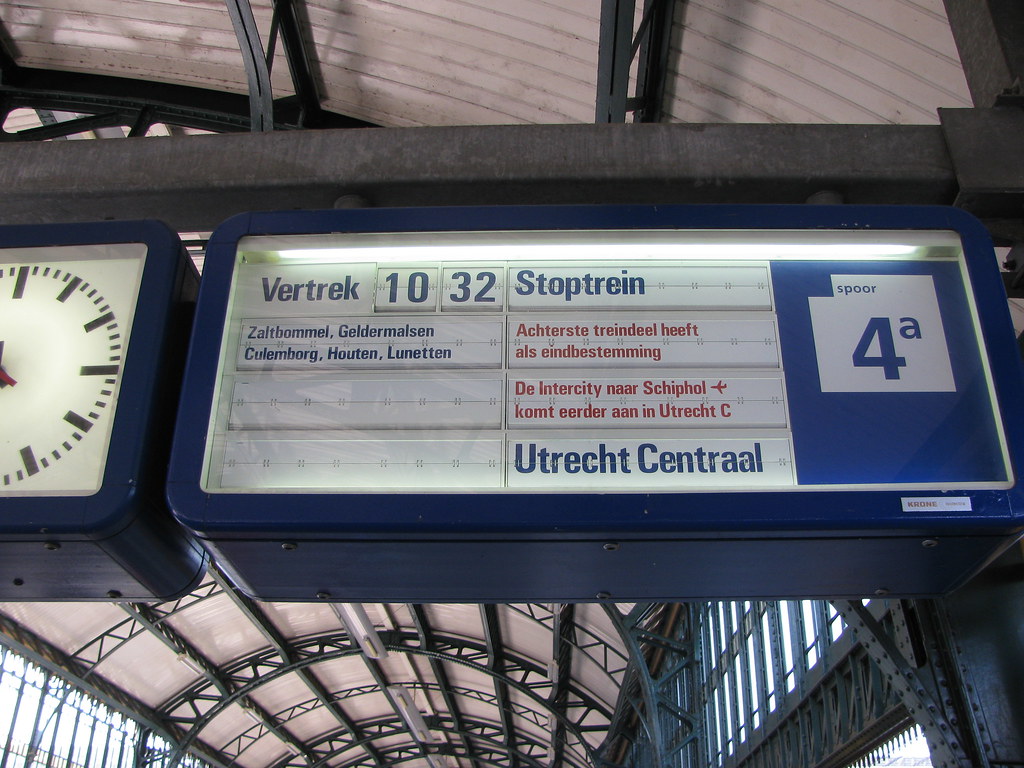 Vertrek 10 32 Stoptrein
Zaltbommel, Geldermalsen
Culemborg, Houten, Lunetten
Achterste treindeel heeft
als eindbestemming
De Intercity naar Schiphol
komt eerder aan in Utrecht C
Utrecht Centraal
spoor
4a
KRONE